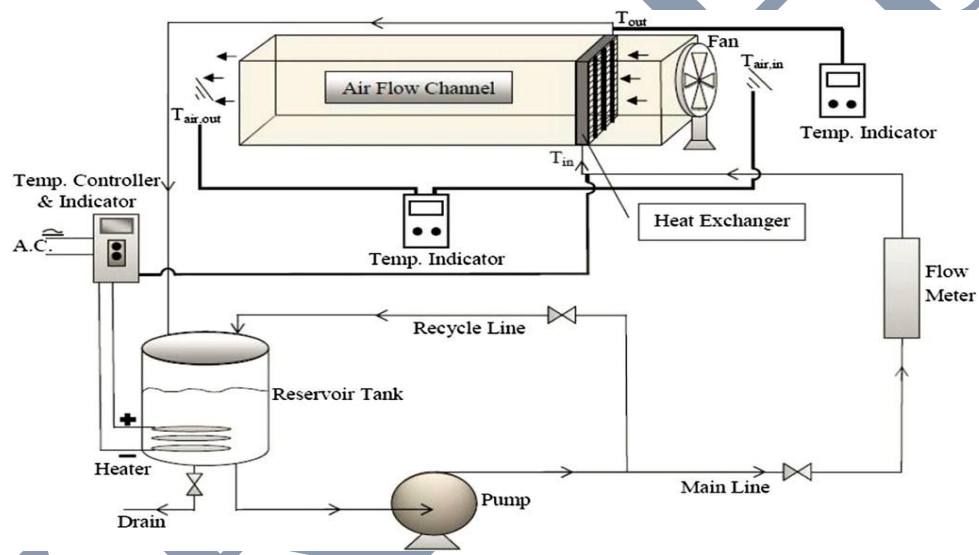 T_out
Fan
T_air,in
Air Flow Channel
T_air,out
Temp. Indicator
T_in
Temp. Controller
& Indicator
Heat Exchanger
A.C.
Temp. Indicator
Flow
Meter
Recycle Line
Reservoir Tank
+
−
Heater
Pump
Main Line
Drain